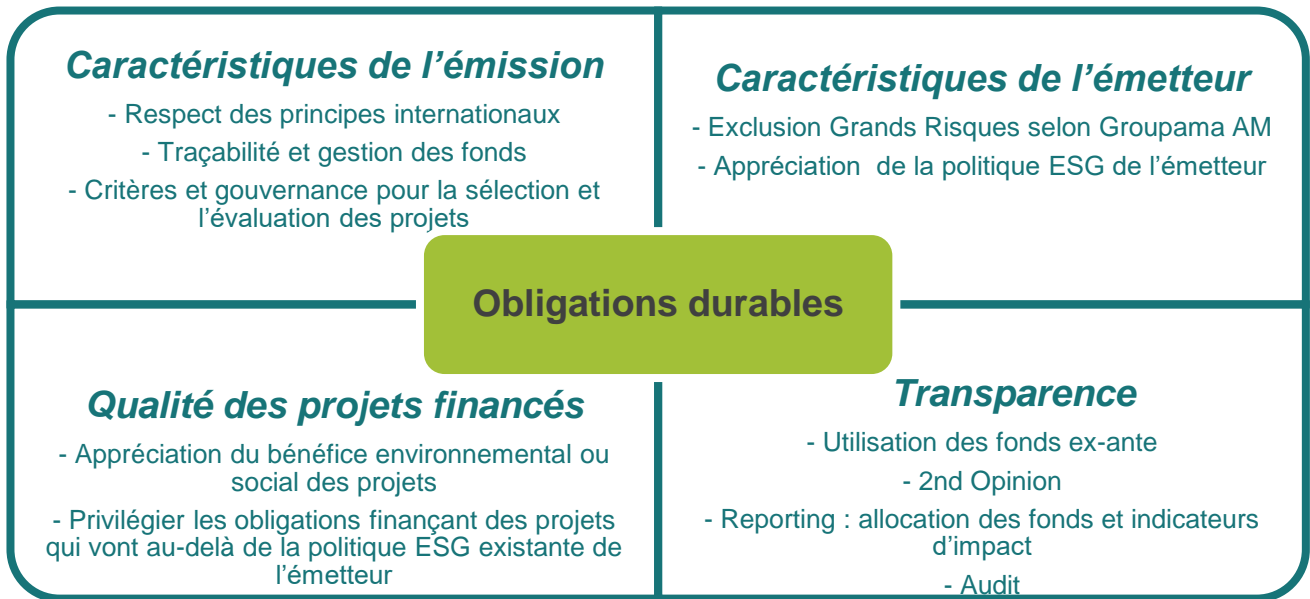 Caractéristiques de l’émission
- Respect des principes internationaux
- Traçabilité et gestion des fonds
- Critères et gouvernance pour la sélection et
l’évaluation des projets
Caractéristiques de l’émetteur
- Exclusion Grands Risques selon Groupama AM
- Appréciation de la politique ESG de l’émetteur
Obligations durables
Qualité des projets financés
- Appréciation du bénéfice environnemental ou
social des projets
- Privilégier les obligations finançant des projets
qui vont au-delà de la politique ESG existante de
l’émetteur
Transparence
- Utilisation des fonds ex-ante
- 2nd Opinion
- Reporting : allocation des fonds et indicateurs
d’impact
- Audit